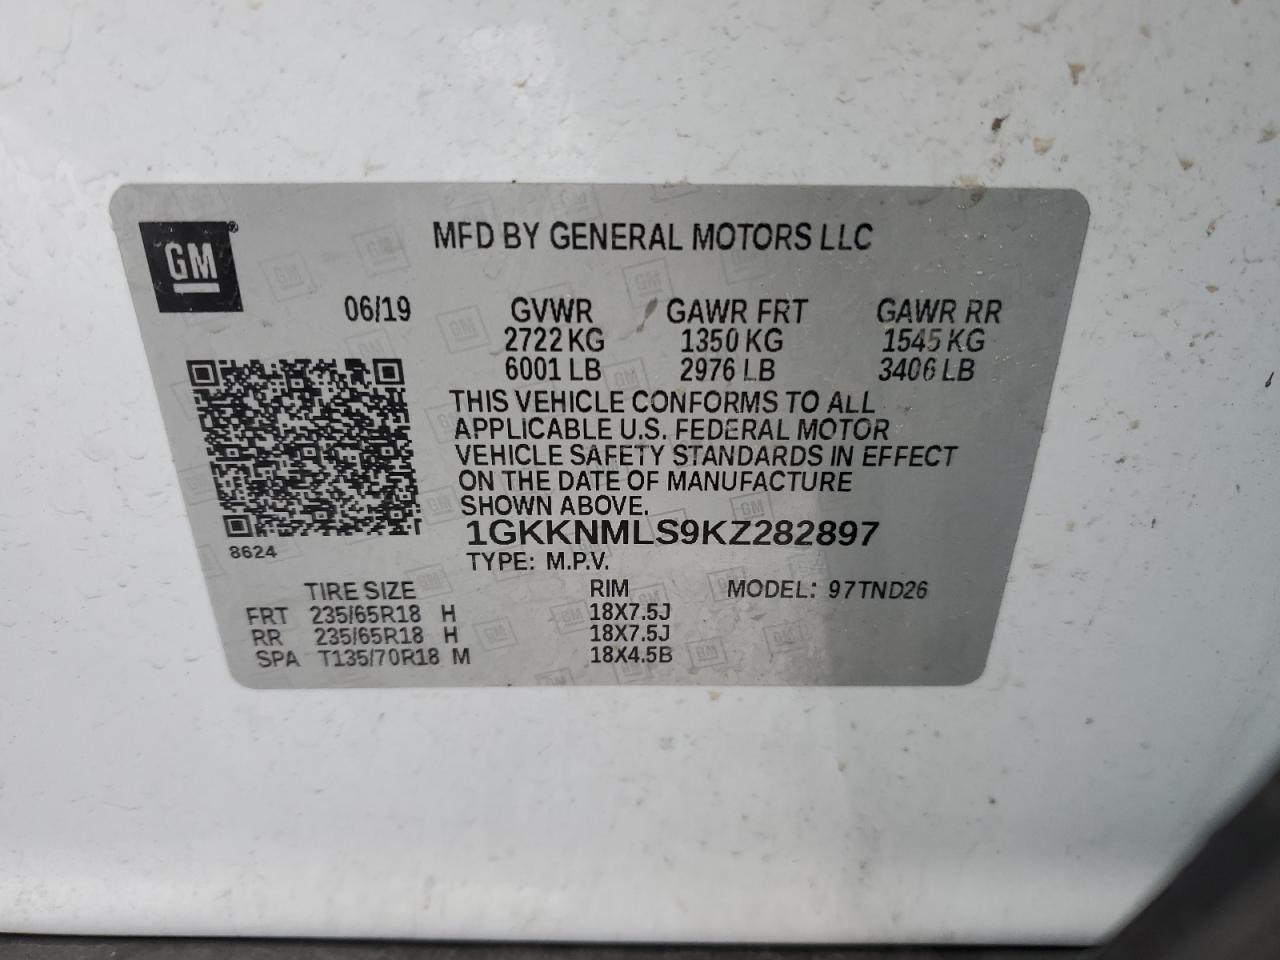 GM
MFD BY GENERAL MOTORS LLC
06/19 GVWR GAWR FRT GAWR RR
2722 KG 1350 KG 1545 KG
6001 LB 2976 LB 3406 LB
THIS VEHICLE CONFORMS TO ALL
APPLICABLE U.S. FEDERAL MOTOR
VEHICLE SAFETY STANDARDS IN EFFECT
ON THE DATE OF MANUFACTURE
SHOWN ABOVE.
1GKKNMLS9KZ282897
8624
TYPE: M.P.V.
TIRE SIZE RIM MODEL: 97TND26
FRT 235/65R18 H 18X7.5J
RR 235/65R18 H 18X7.5J
SPA T135/70R18 M 18X4.5B